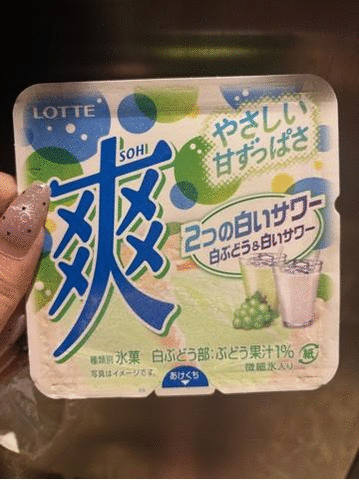 LOTTE
やさしい
甘ずっぱさ
SOHI
爽
2つの白いサワー
白ぶどう&白いサワー
種類別 氷菓 白ぶどう部:ぶどう果汁1%
写真はイメージです。
微細氷入り
紙
あけくち